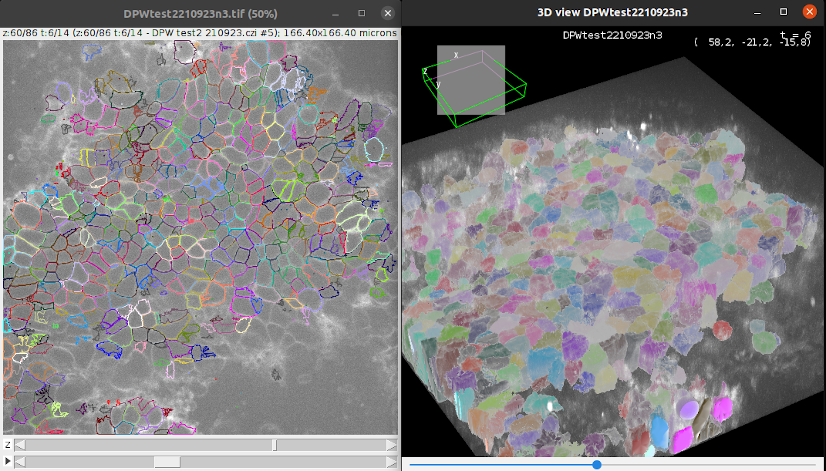 DPWtest2210923n3.tif (50%)
z:60/86 t:6/14 (z:60/86 t:6/14 - DPW test2 210923.czi #5); 166.40x166.40 microns
z
3D view DPWtest2210923n3
DPWtest2210923n3
t = 6
( 58,2, -21,2, -15,8)
x
z
y